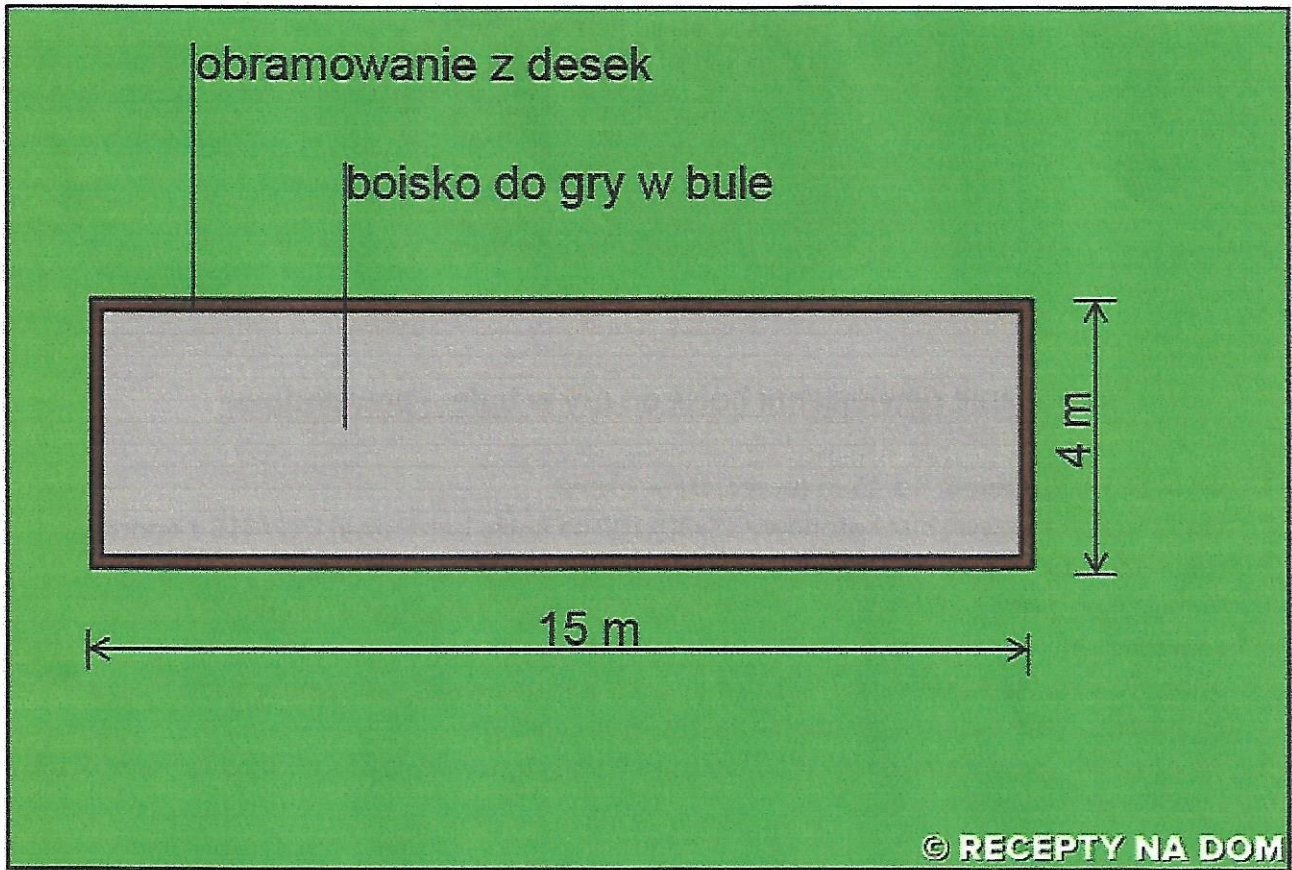 obramowanie z desek
boisko do gry w bule
4 m
15 m
© RECEPTY NA DOM